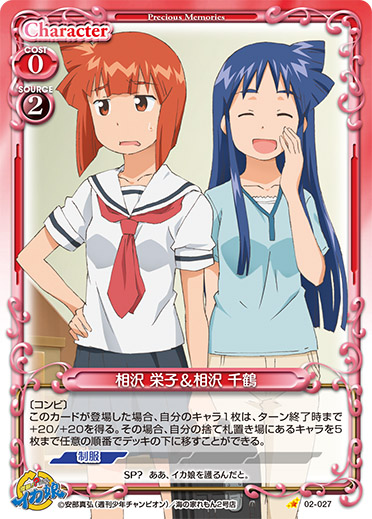 Precious Memories
Character
COST
0
SOURCE
2
相沢 栄子&相沢 千鶴
[コンビ]
このカードが登場した場合、自分のキャラ1枚は、ターン終了時まで
+20/+20を得る。その場合、自分の捨て札置き場にあるキャラを5
枚まで任意の順番でデッキの下に移すことができる。
制服
SP? ああ、イカ娘を護るんだと。
イカ娘
©安部真弘(週刊少年チャンピオン)/海の家れもん2号店
02-027